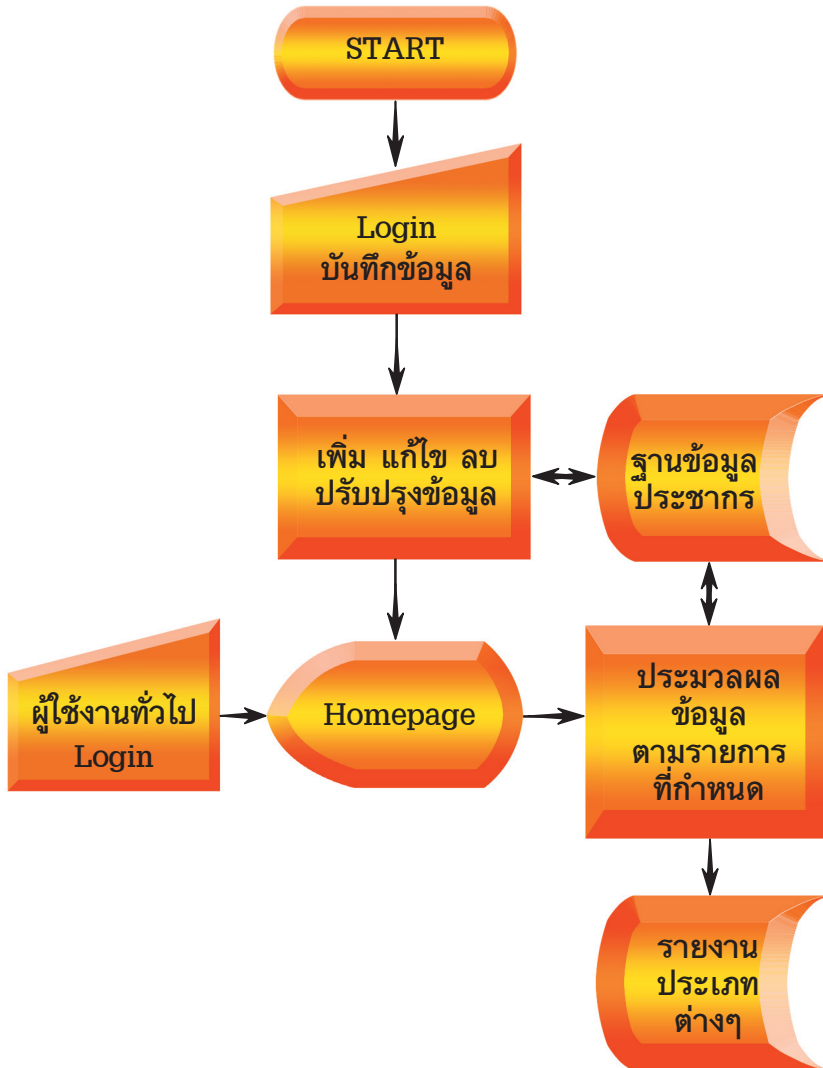 START
Login
บันทึกข้อมูล
เพิ่ม แก้ไข ลบ
ปรับปรุงข้อมูล
ฐานข้อมูล
ประชากร
ผู้ใช้งานทั่วไป
Login
Homepage
ประมวลผล
ข้อมูล
ตามรายการ
ที่กำหนด
รายงาน
ประเภท
ต่างๆ